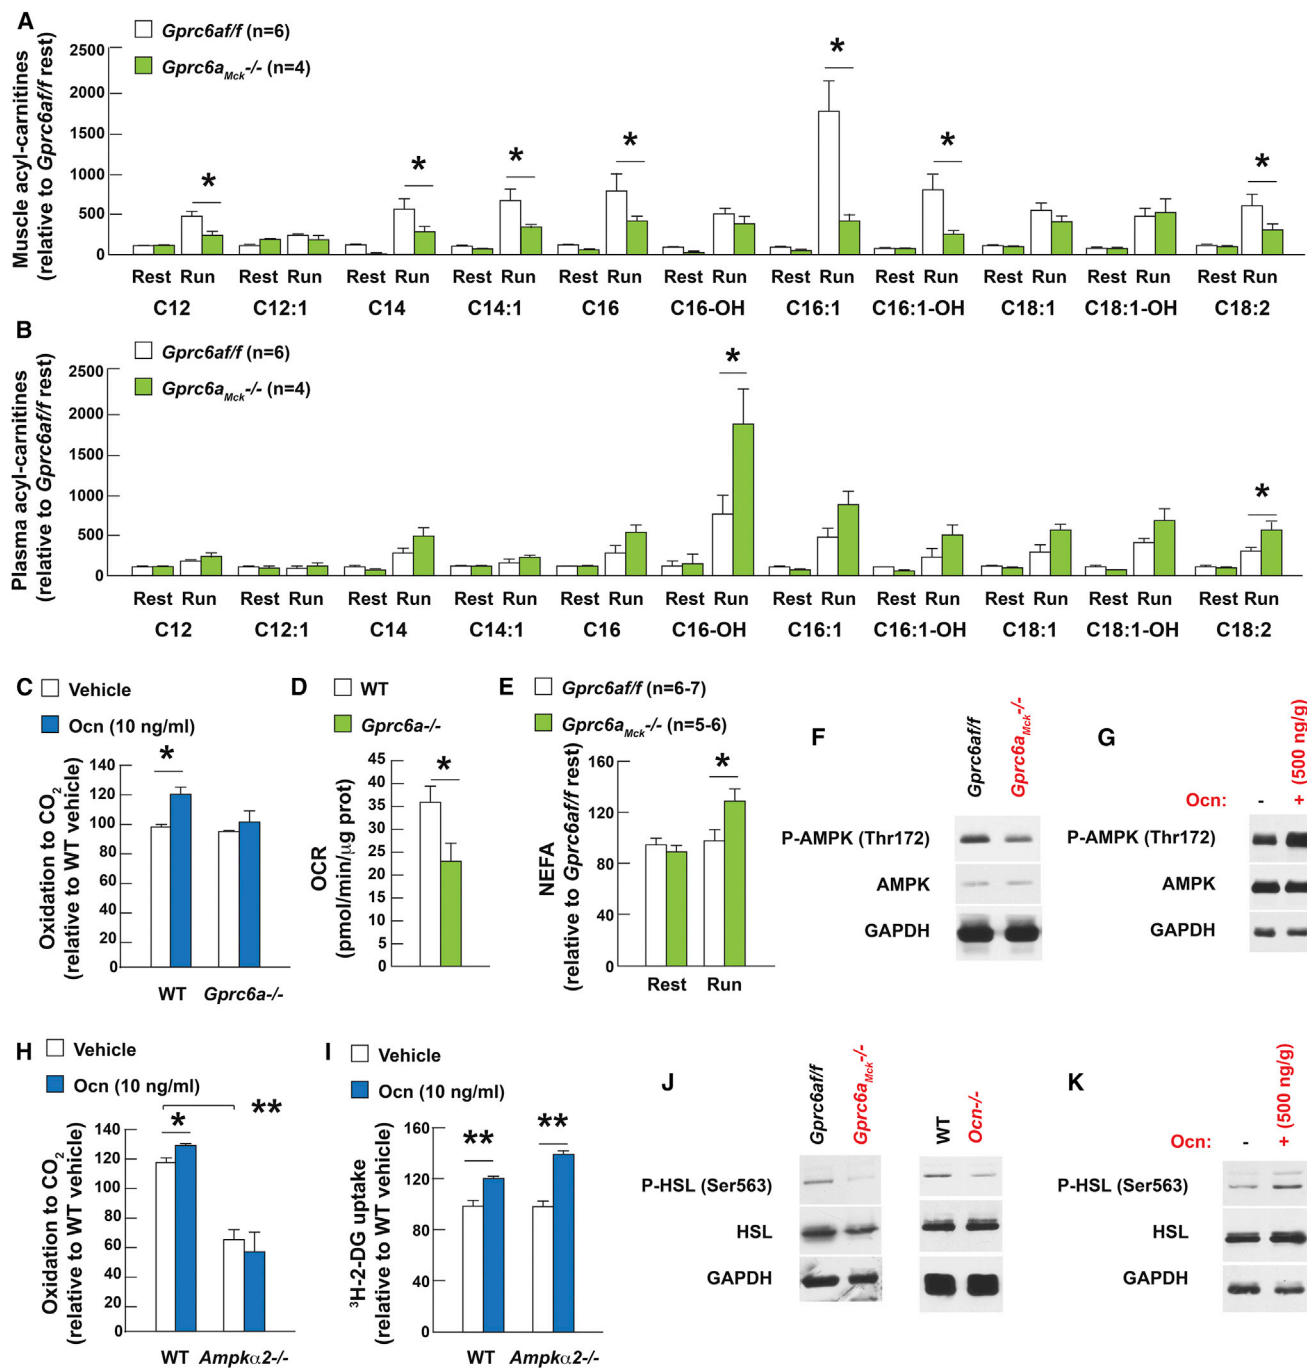 A
Gprc6af/f (n=6)
Gprc6aMck-/- (n=4)
Muscle acyl-carnitines
(relative to Gprc6af/f rest)
2500
2000
1500
1000
500
0
* * * * * * *
Rest Run Rest Run Rest Run Rest Run Rest Run Rest Run Rest Run Rest Run Rest Run Rest Run Rest Run
C12 C12:1 C14 C14:1 C16 C16-OH C16:1 C16:1-OH C18:1 C18:1-OH C18:2
B
Gprc6af/f (n=6)
Gprc6aMck-/- (n=4)
Plasma acyl-carnitines
(relative to Gprc6af/f rest)
2500
2000
1500
1000
500
0
* *
Rest Run Rest Run Rest Run Rest Run Rest Run Rest Run Rest Run Rest Run Rest Run Rest Run Rest Run
C12 C12:1 C14 C14:1 C16 C16-OH C16:1 C16:1-OH C18:1 C18:1-OH C18:2
C
Vehicle
Ocn (10 ng/ml)
Oxidation to CO2
(relative to WT vehicle)
140
120
100
80
60
40
20
0
*
WT Gprc6a-/-
D
WT
Gprc6a-/-
OCR
(pmol/min/μg prot)
45
40
35
30
25
20
15
10
5
0
*
E
Gprc6af/f (n=6-7)
Gprc6aMck-/- (n=5-6)
NEFA
(relative to Gprc6af/f rest)
160
120
80
40
0
*
Rest Run
F
Gprc6af/f
Gprc6aMck-/-
P-AMPK (Thr172)
AMPK
GAPDH
G
Ocn: - + (500 ng/g)
P-AMPK (Thr172)
AMPK
GAPDH
H
Vehicle
Ocn (10 ng/ml)
Oxidation to CO2
(relative to WT vehicle)
140
120
100
80
60
40
20
0
* **
WT Ampkα2-/-
I
Vehicle
Ocn (10 ng/ml)
3H-2-DG uptake
(relative to WT vehicle)
160
120
80
40
0
** **
WT Ampkα2-/-
J
Gprc6af/f
Gprc6aMck-/-
WT
Ocn-/-
P-HSL (Ser563)
HSL
GAPDH
K
Ocn: - + (500 ng/g)
P-HSL (Ser563)
HSL
GAPDH